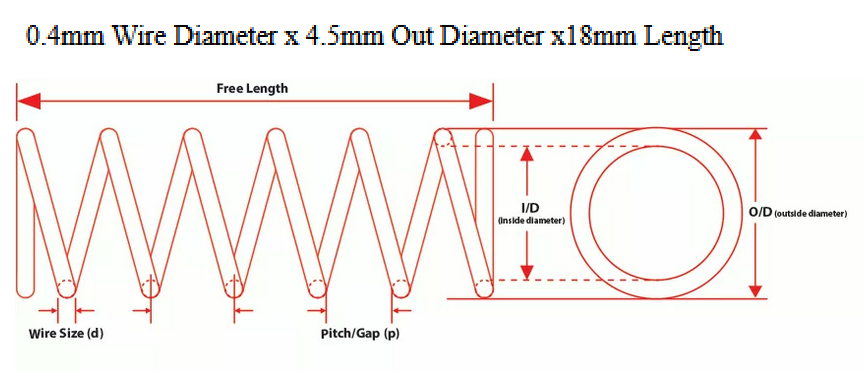 0.4mm Wire Diameter x 4.5mm Out Diameter x18mm Length
Free Length
I/D
(Inside diameter)
O/D (outside diameter)
Wire Size (d)
Pitch/Gap (p)